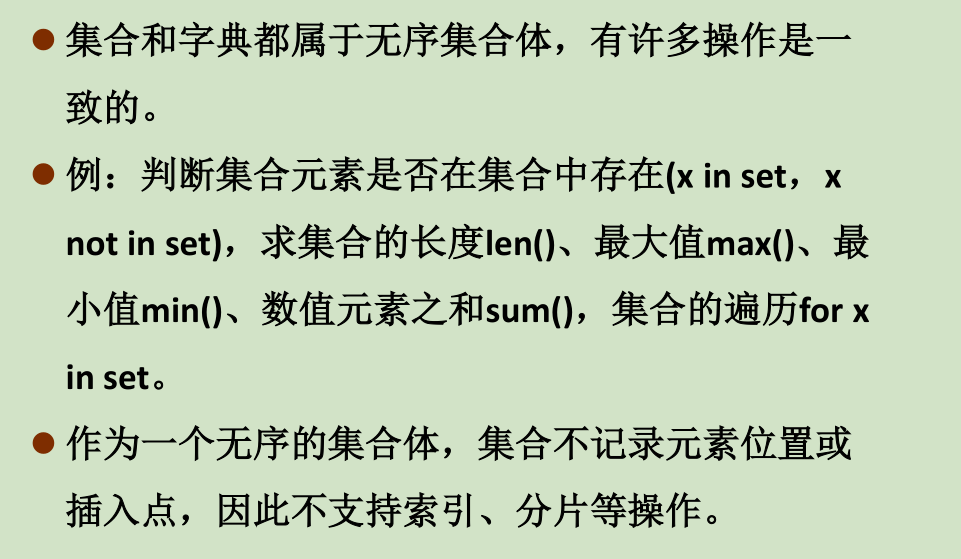 ● 集合和字典都属于无序集合体，有许多操作是一
致的。
● 例：判断集合元素是否在集合中存在(x in set，x
not in set)，求集合的长度len()、最大值max()、最
小值min()、数值元素之和sum()，集合的遍历for x
in set。
● 作为一个无序的集合体，集合不记录元素位置或
插入点，因此不支持索引、分片等操作。